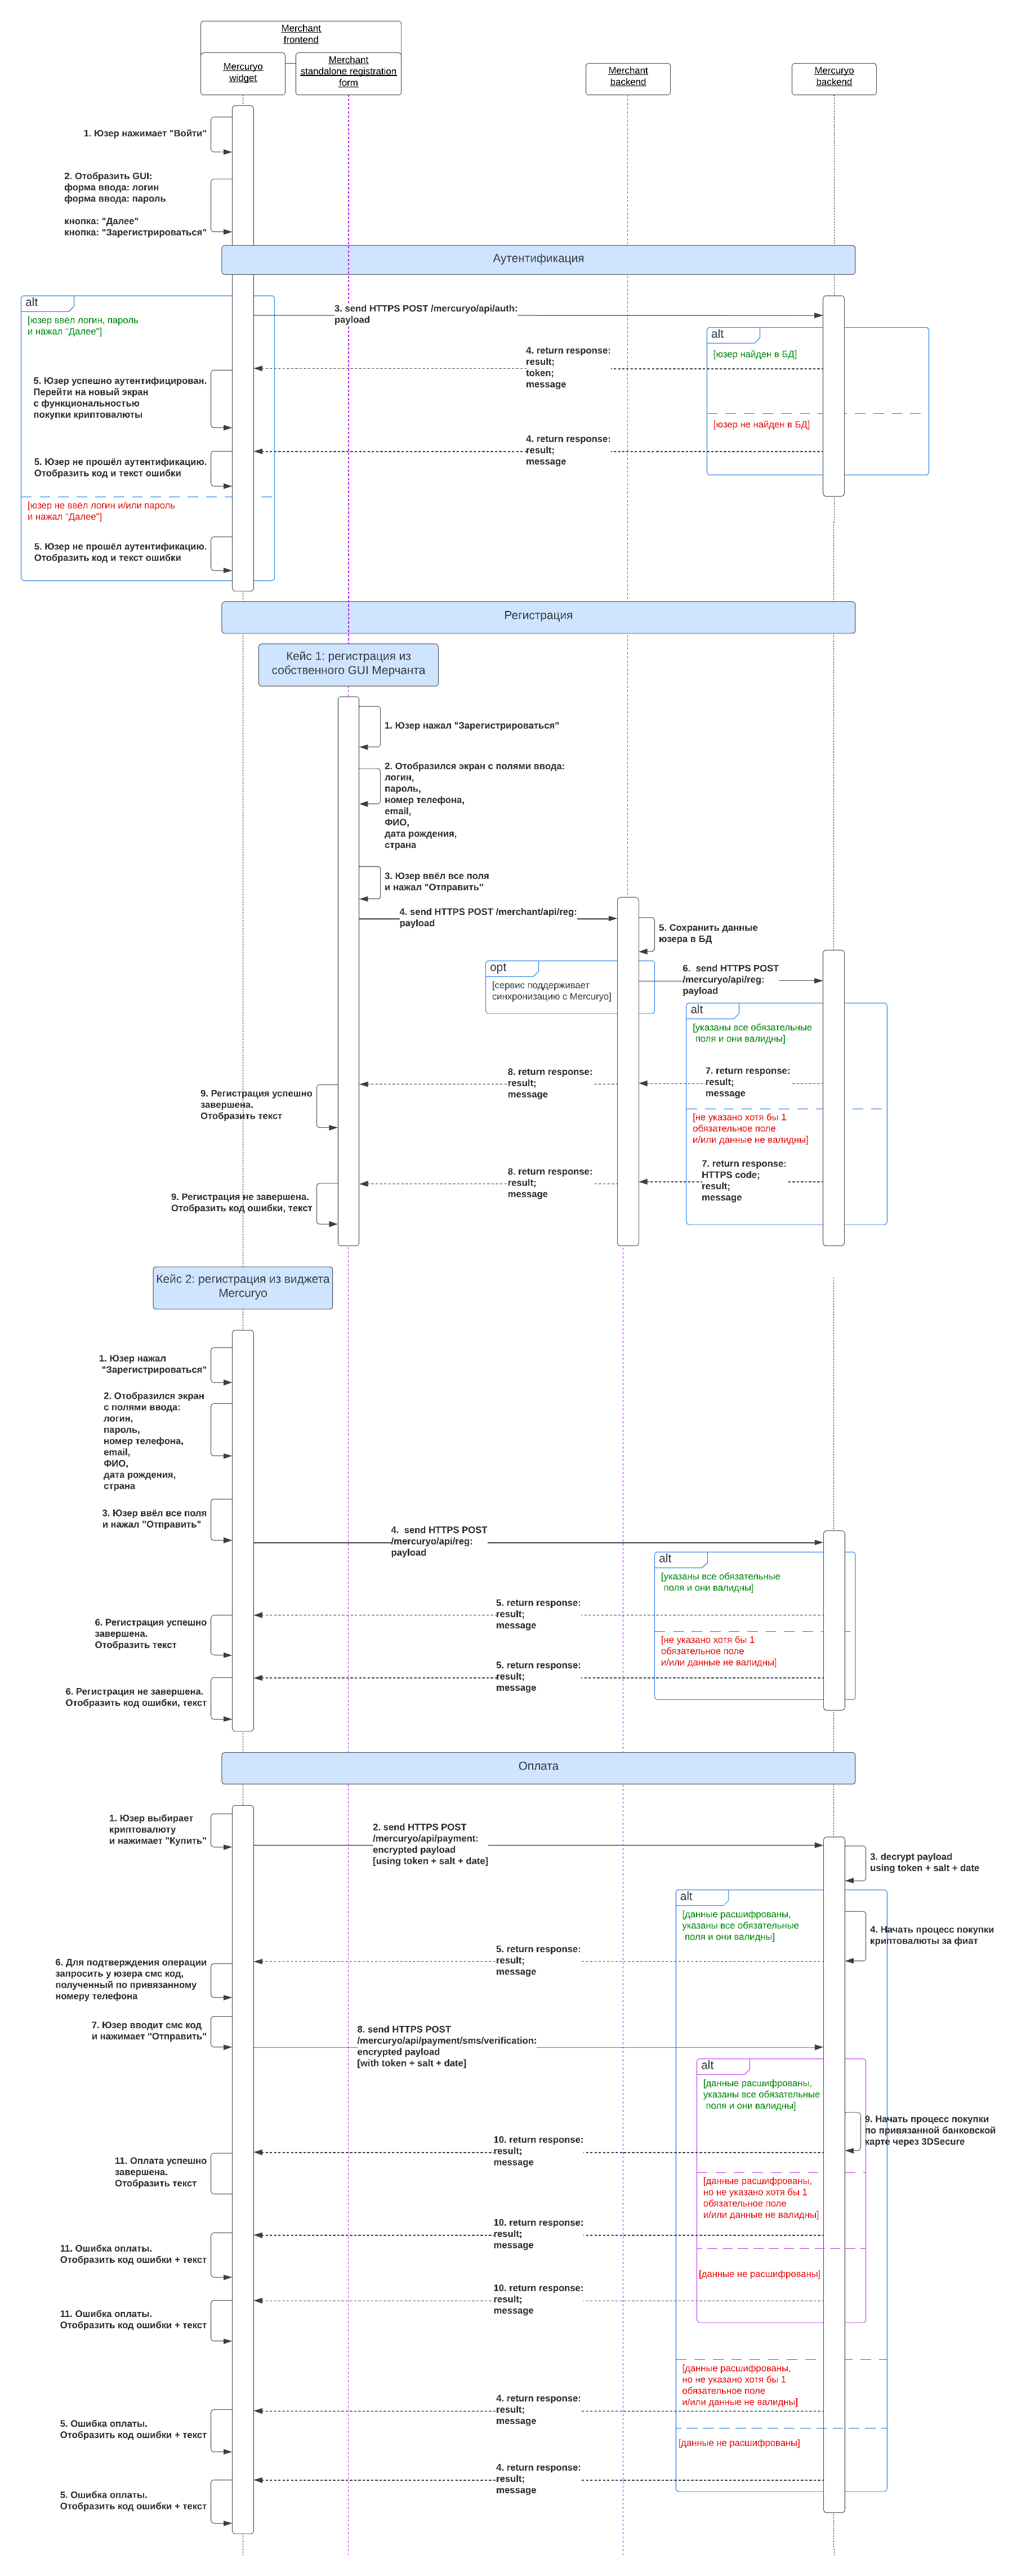 Merchant
frontend
Mercuryo
widget
Merchant
standalone registration
form
Merchant
backend
Mercuryo
backend
1. Юзер нажимает "Войти"
2. Отобразить GUI:
форма ввода: логин
форма ввода: пароль
кнопка: "Далее"
кнопка: "Зарегистрироваться"
Аутентификация
alt
[юзер ввёл логин, пароль
и нажал "Далее"]
3. send HTTPS POST /mercuryo/api/auth:
payload
alt
[юзер найден в БД]
4. return response:
result;
token;
message
5. Юзер успешно аутентифицирован.
Перейти на новый экран
с функциональностью
покупки криптовалюты
[юзер не найден в БД]
4. return response:
result;
message
5. Юзер не прошёл аутентификацию.
Отобразить код и текст ошибки
[юзер не ввёл логин и/или пароль
и нажал "Далее"]
5. Юзер не прошёл аутентификацию.
Отобразить код и текст ошибки
Регистрация
Кейс 1: регистрация из
собственного GUI Мерчанта
1. Юзер нажал "Зарегистрироваться"
2. Отобразился экран с полями ввода:
логин,
пароль,
номер телефона,
email,
ФИО,
дата рождения,
страна
3. Юзер ввёл все поля
и нажал "Отправить"
4. send HTTPS POST /merchant/api/reg:
payload
5. Сохранить данные
юзера в БД
opt
[сервис поддерживает
синхронизацию с Mercuryo]
6. send HTTPS POST
/mercuryo/api/reg:
payload
alt
[указаны все обязательные
поля и они валидны]
7. return response:
result;
message
8. return response:
result;
message
9. Регистрация успешно
завершена.
Отобразить текст
[не указано хотя бы 1
обязательное поле
и/или данные не валидны]
7. return response:
HTTPS code;
result;
message
8. return response:
result;
message
9. Регистрация не завершена.
Отобразить код ошибки, текст
Кейс 2: регистрация из виджета
Mercuryo
1. Юзер нажал
"Зарегистрироваться"
2. Отобразился экран
с полями ввода:
логин,
пароль,
номер телефона,
email,
ФИО,
дата рождения,
страна
3. Юзер ввёл все поля
и нажал "Отправить"
4. send HTTPS POST
/mercuryo/api/reg:
payload
alt
[указаны все обязательные
поля и они валидны]
5. return response:
result;
message
6. Регистрация успешно
завершена.
Отобразить текст
[не указано хотя бы 1
обязательное поле
и/или данные не валидны]
5. return response:
result;
message
6. Регистрация не завершена.
Отобразить код ошибки, текст
Оплата
1. Юзер выбирает
криптовалюту
и нажимает "Купить"
2. send HTTPS POST
/mercuryo/api/payment:
encrypted payload
[using token + salt + date]
3. decrypt payload
using token + salt + date
alt
[данные расшифрованы,
указаны все обязательные
поля и они валидны]
4. Начать процесс покупки
криптовалюты за фиат
5. return response:
result;
message
6. Для подтверждения операции
запросить у юзера смс код,
полученный по привязанному
номеру телефона
7. Юзер вводит смс код
и нажимает "Отправить"
8. send HTTPS POST
/mercuryo/api/payment/sms/verification:
encrypted payload
[with token + salt + date]
alt
[данные расшифрованы,
указаны все обязательные
поля и они валидны]
9. Начать процесс покупки
по привязанной банковской
карте через 3DSecure
10. return response:
result;
message
11. Оплата успешно
завершена.
Отобразить текст
[данные расшифрованы,
но не указано хотя бы 1
обязательное поле
и/или данные не валидны]
10. return response:
result;
message
11. Ошибка оплаты.
Отобразить код ошибки + текст
[данные не расшифрованы]
10. return response:
result;
message
11. Ошибка оплаты.
Отобразить код ошибки + текст
[данные расшифрованы,
но не указано хотя бы 1
обязательное поле
и/или данные не валидны]
4. return response:
result;
message
5. Ошибка оплаты.
Отобразить код ошибки + текст
[данные не расшифрованы]
4. return response:
result;
message
5. Ошибка оплаты.
Отобразить код ошибки + текст